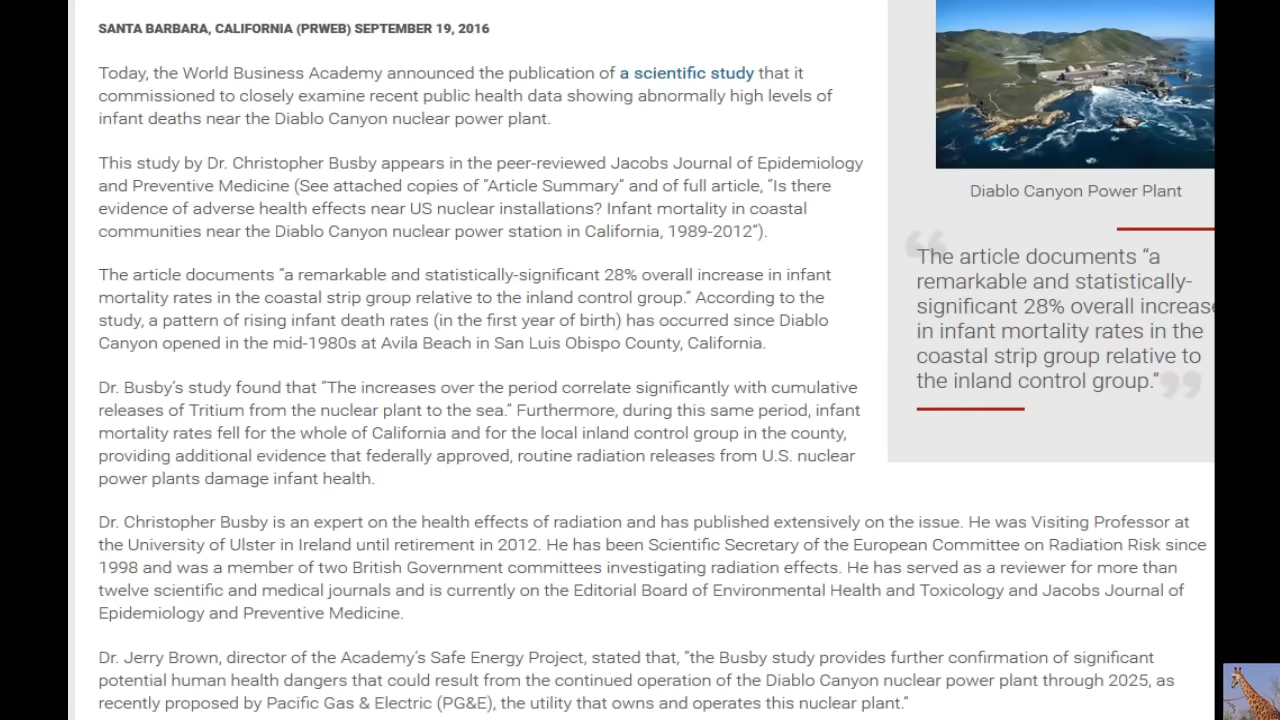 SANTA BARBARA, CALIFORNIA (PRWEB) SEPTEMBER 19, 2016
Today, the World Business Academy announced the publication of a scientific study that it
commissioned to closely examine recent public health data showing abnormally high levels of
infant deaths near the Diablo Canyon nuclear power plant.
This study by Dr. Christopher Busby appears in the peer-reviewed Jacobs Journal of Epidemiology
and Preventive Medicine (See attached copies of “Article Summary” and of full article, “Is there
evidence of adverse health effects near US nuclear installations? Infant mortality in coastal
communities near the Diablo Canyon nuclear power station in California, 1989-2012”).
The article documents “a remarkable and statistically-significant 28% overall increase in infant
mortality rates in the coastal strip group relative to the inland control group.” According to the
study, a pattern of rising infant death rates (in the first year of birth) has occurred since Diablo
Canyon opened in the mid-1980s at Avila Beach in San Luis Obispo County, California.
Dr. Busby’s study found that “The increases over the period correlate significantly with cumulative
releases of Tritium from the nuclear plant to the sea.” Furthermore, during this same period, infant
mortality rates fell for the whole of California and for the local inland control group in the county,
providing additional evidence that federally approved, routine radiation releases from U.S. nuclear
power plants damage infant health.
Dr. Christopher Busby is an expert on the health effects of radiation and has published extensively on the issue. He was Visiting Professor at
the University of Ulster in Ireland until retirement in 2012. He has been Scientific Secretary of the European Committee on Radiation Risk since
1998 and was a member of two British Government committees investigating radiation effects. He has served as a reviewer for more than
twelve scientific and medical journals and is currently on the Editorial Board of Environmental Health and Toxicology and Jacobs Journal of
Epidemiology and Preventive Medicine.
Dr. Jerry Brown, director of the Academy’s Safe Energy Project, stated that, “the Busby study provides further confirmation of significant
potential human health dangers that could result from the continued operation of the Diablo Canyon nuclear power plant through 2025, as
recently proposed by Pacific Gas & Electric (PG&E), the utility that owns and operates this nuclear plant.”
Diablo Canyon Power Plant
The article documents “a
remarkable and statistically-
significant 28% overall increase
in infant mortality rates in the
coastal strip group relative to
the inland control group.”